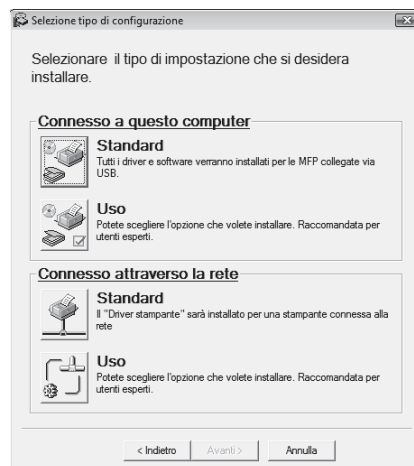 Selezione tipo di configurazione
Selezionare il tipo di impostazione che si desidera
installare.
Connesso a questo computer
Standard
Tutti i driver e software verranno installati per le MFP collegate via
USB.
Uso
Potete scegliere l'opzione che volete installare. Raccomandata per
utenti esperti.
Connesso attraverso la rete
Standard
Il "Driver stampante" sarà installato per una stampante connessa alla
rete
Uso
Potete scegliere l'opzione che volete installare. Raccomandata per
utenti esperti.
< Indietro Avanti > Annulla